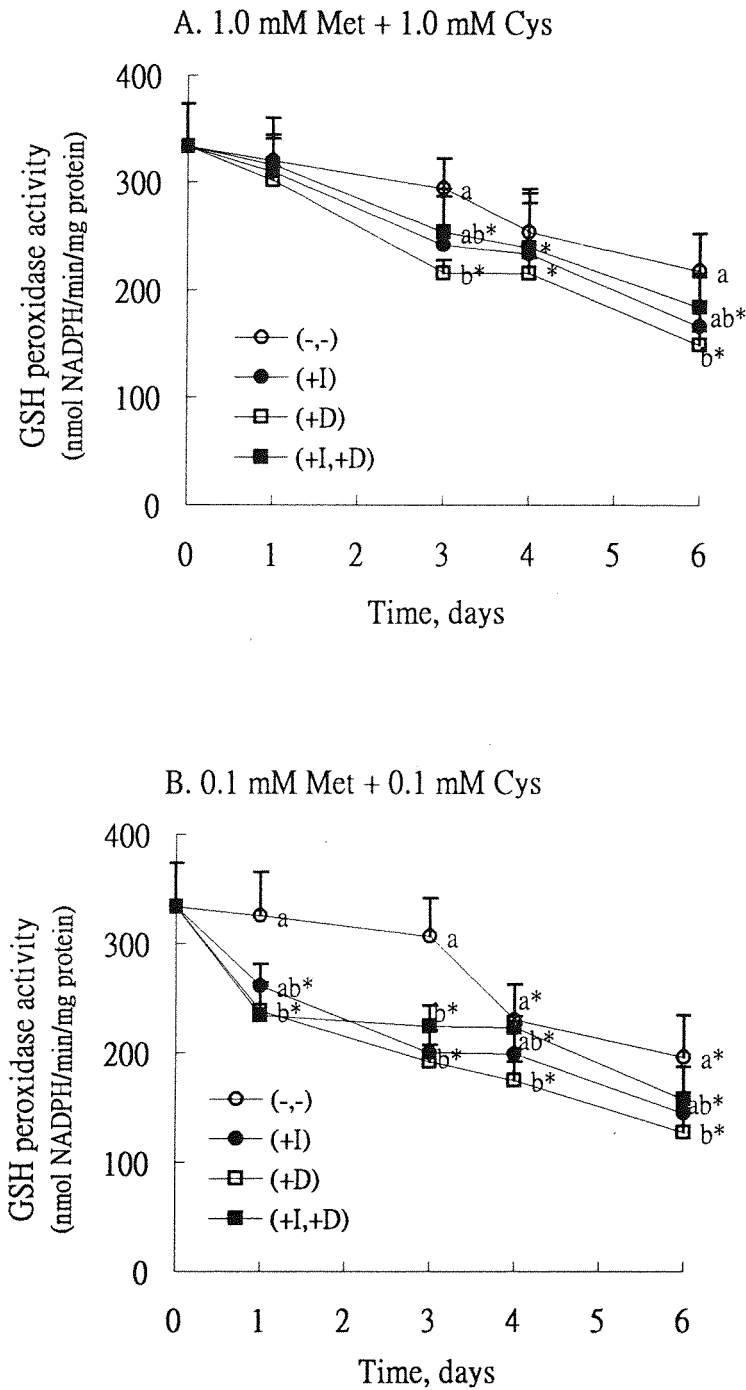 A. 1.0 mM Met + 1.0 mM Cys
GSH peroxidase activity
(nmol NADPH/min/mg protein)
400
300
200
100
0
a
ab*
b*
*
*
a
ab*
b*
(-,-)
(+I)
(+D)
(+I,+D)
0 1 2 3 4 5 6
Time, days
B. 0.1 mM Met + 0.1 mM Cys
GSH peroxidase activity
(nmol NADPH/min/mg protein)
400
300
200
100
0
a
ab*
b*
a
b*
b*
a*
ab*
b*
a*
ab*
b*
(-,-)
(+I)
(+D)
(+I,+D)
0 1 2 3 4 5 6
Time, days